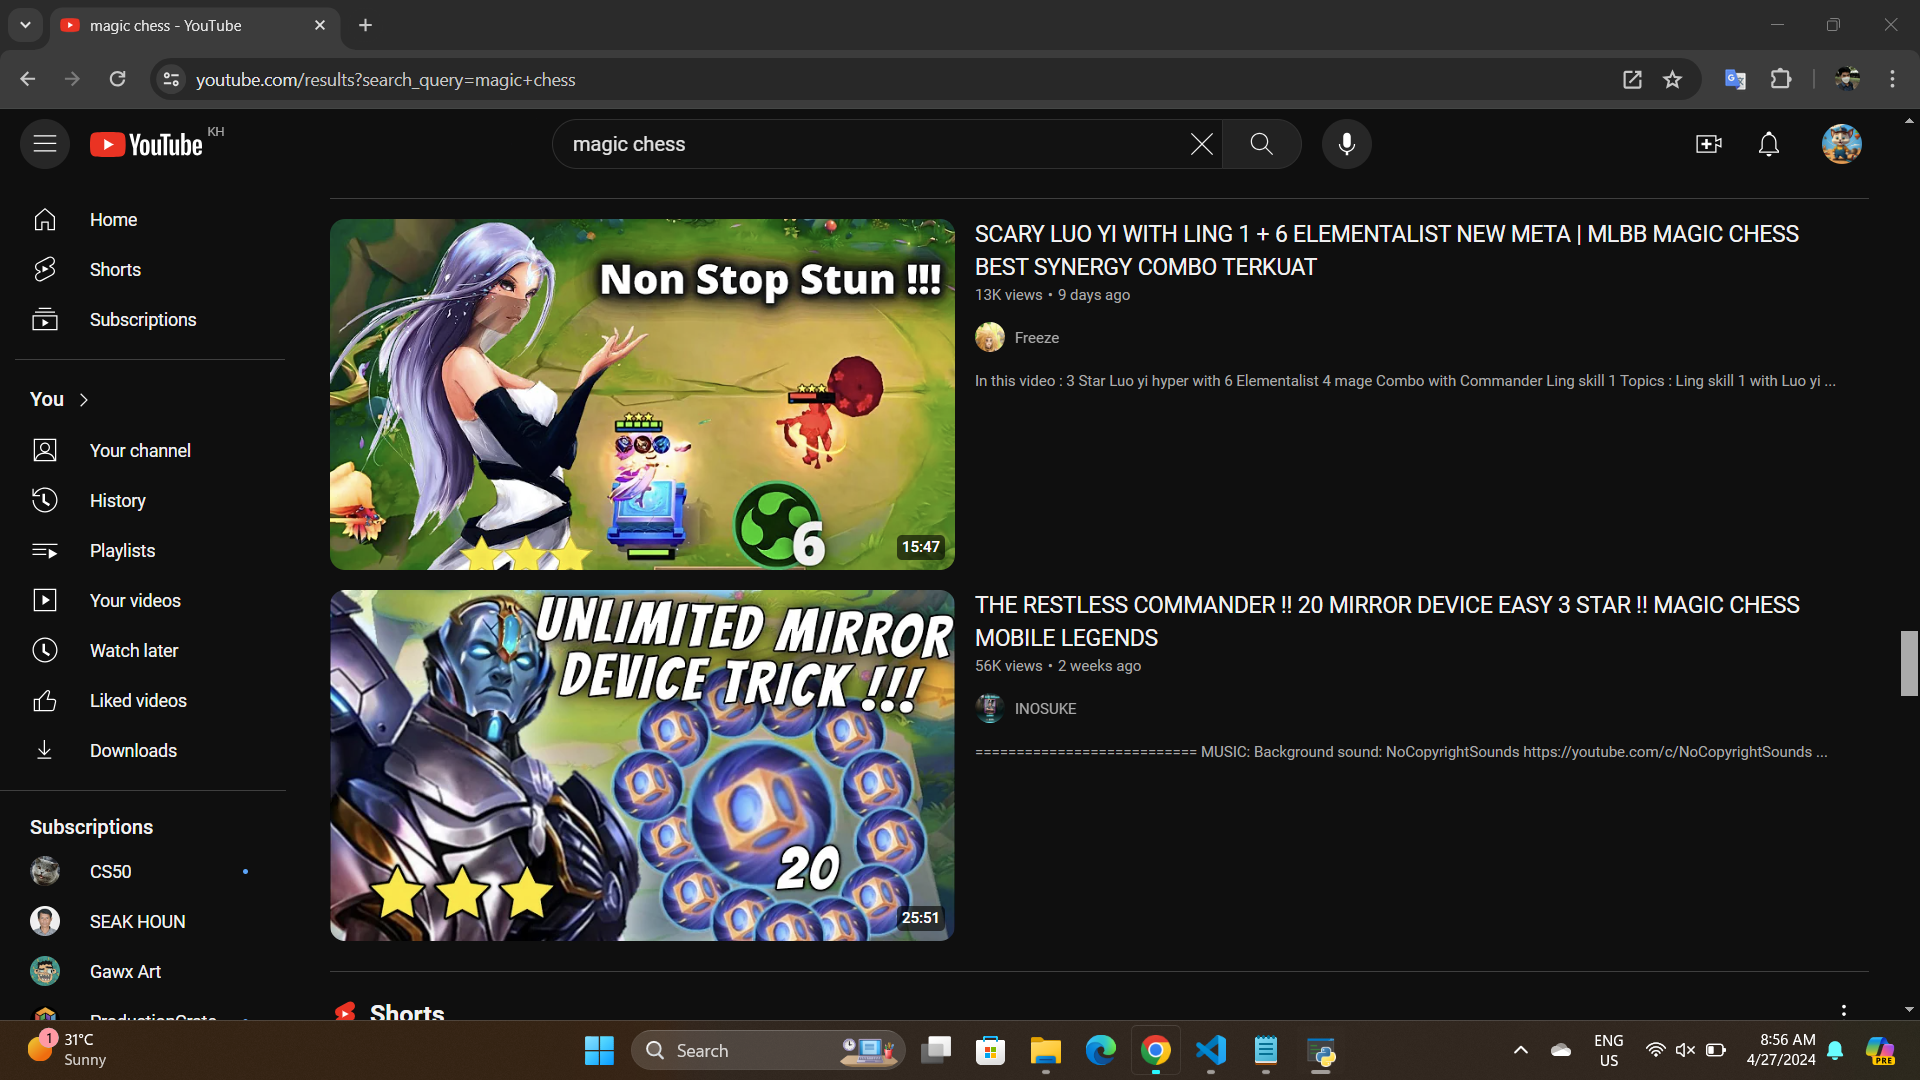 magic chess - YouTube
youtube.com/results?search_query=magic+chess
YouTube KH
magic chess
Home
Shorts
Subscriptions
You
Your channel
History
Playlists
Your videos
Watch later
Liked videos
Downloads
Subscriptions
CS50
SEAK HOUN
Gawx Art
ProductionCrate
Non Stop Stun !!!
6
15:47
SCARY LUO YI WITH LING 1 + 6 ELEMENTALIST NEW META | MLBB MAGIC CHESS
BEST SYNERGY COMBO TERKUAT
13K views • 9 days ago
Freeze
In this video : 3 Star Luo yi hyper with 6 Elementalist 4 mage Combo with Commander Ling skill 1 Topics : Ling skill 1 with Luo yi ...
UNLIMITED MIRROR
DEVICE TRICK !!!
20
25:51
THE RESTLESS COMMANDER !! 20 MIRROR DEVICE EASY 3 STAR !! MAGIC CHESS
MOBILE LEGENDS
56K views • 2 weeks ago
INOSUKE
=========================== MUSIC: Background sound: NoCopyrightSounds https://youtube.com/c/NoCopyrightSounds ...
Shorts
1
31°C
Sunny
Search
ENG
US
8:56 AM
4/27/2024
PRE